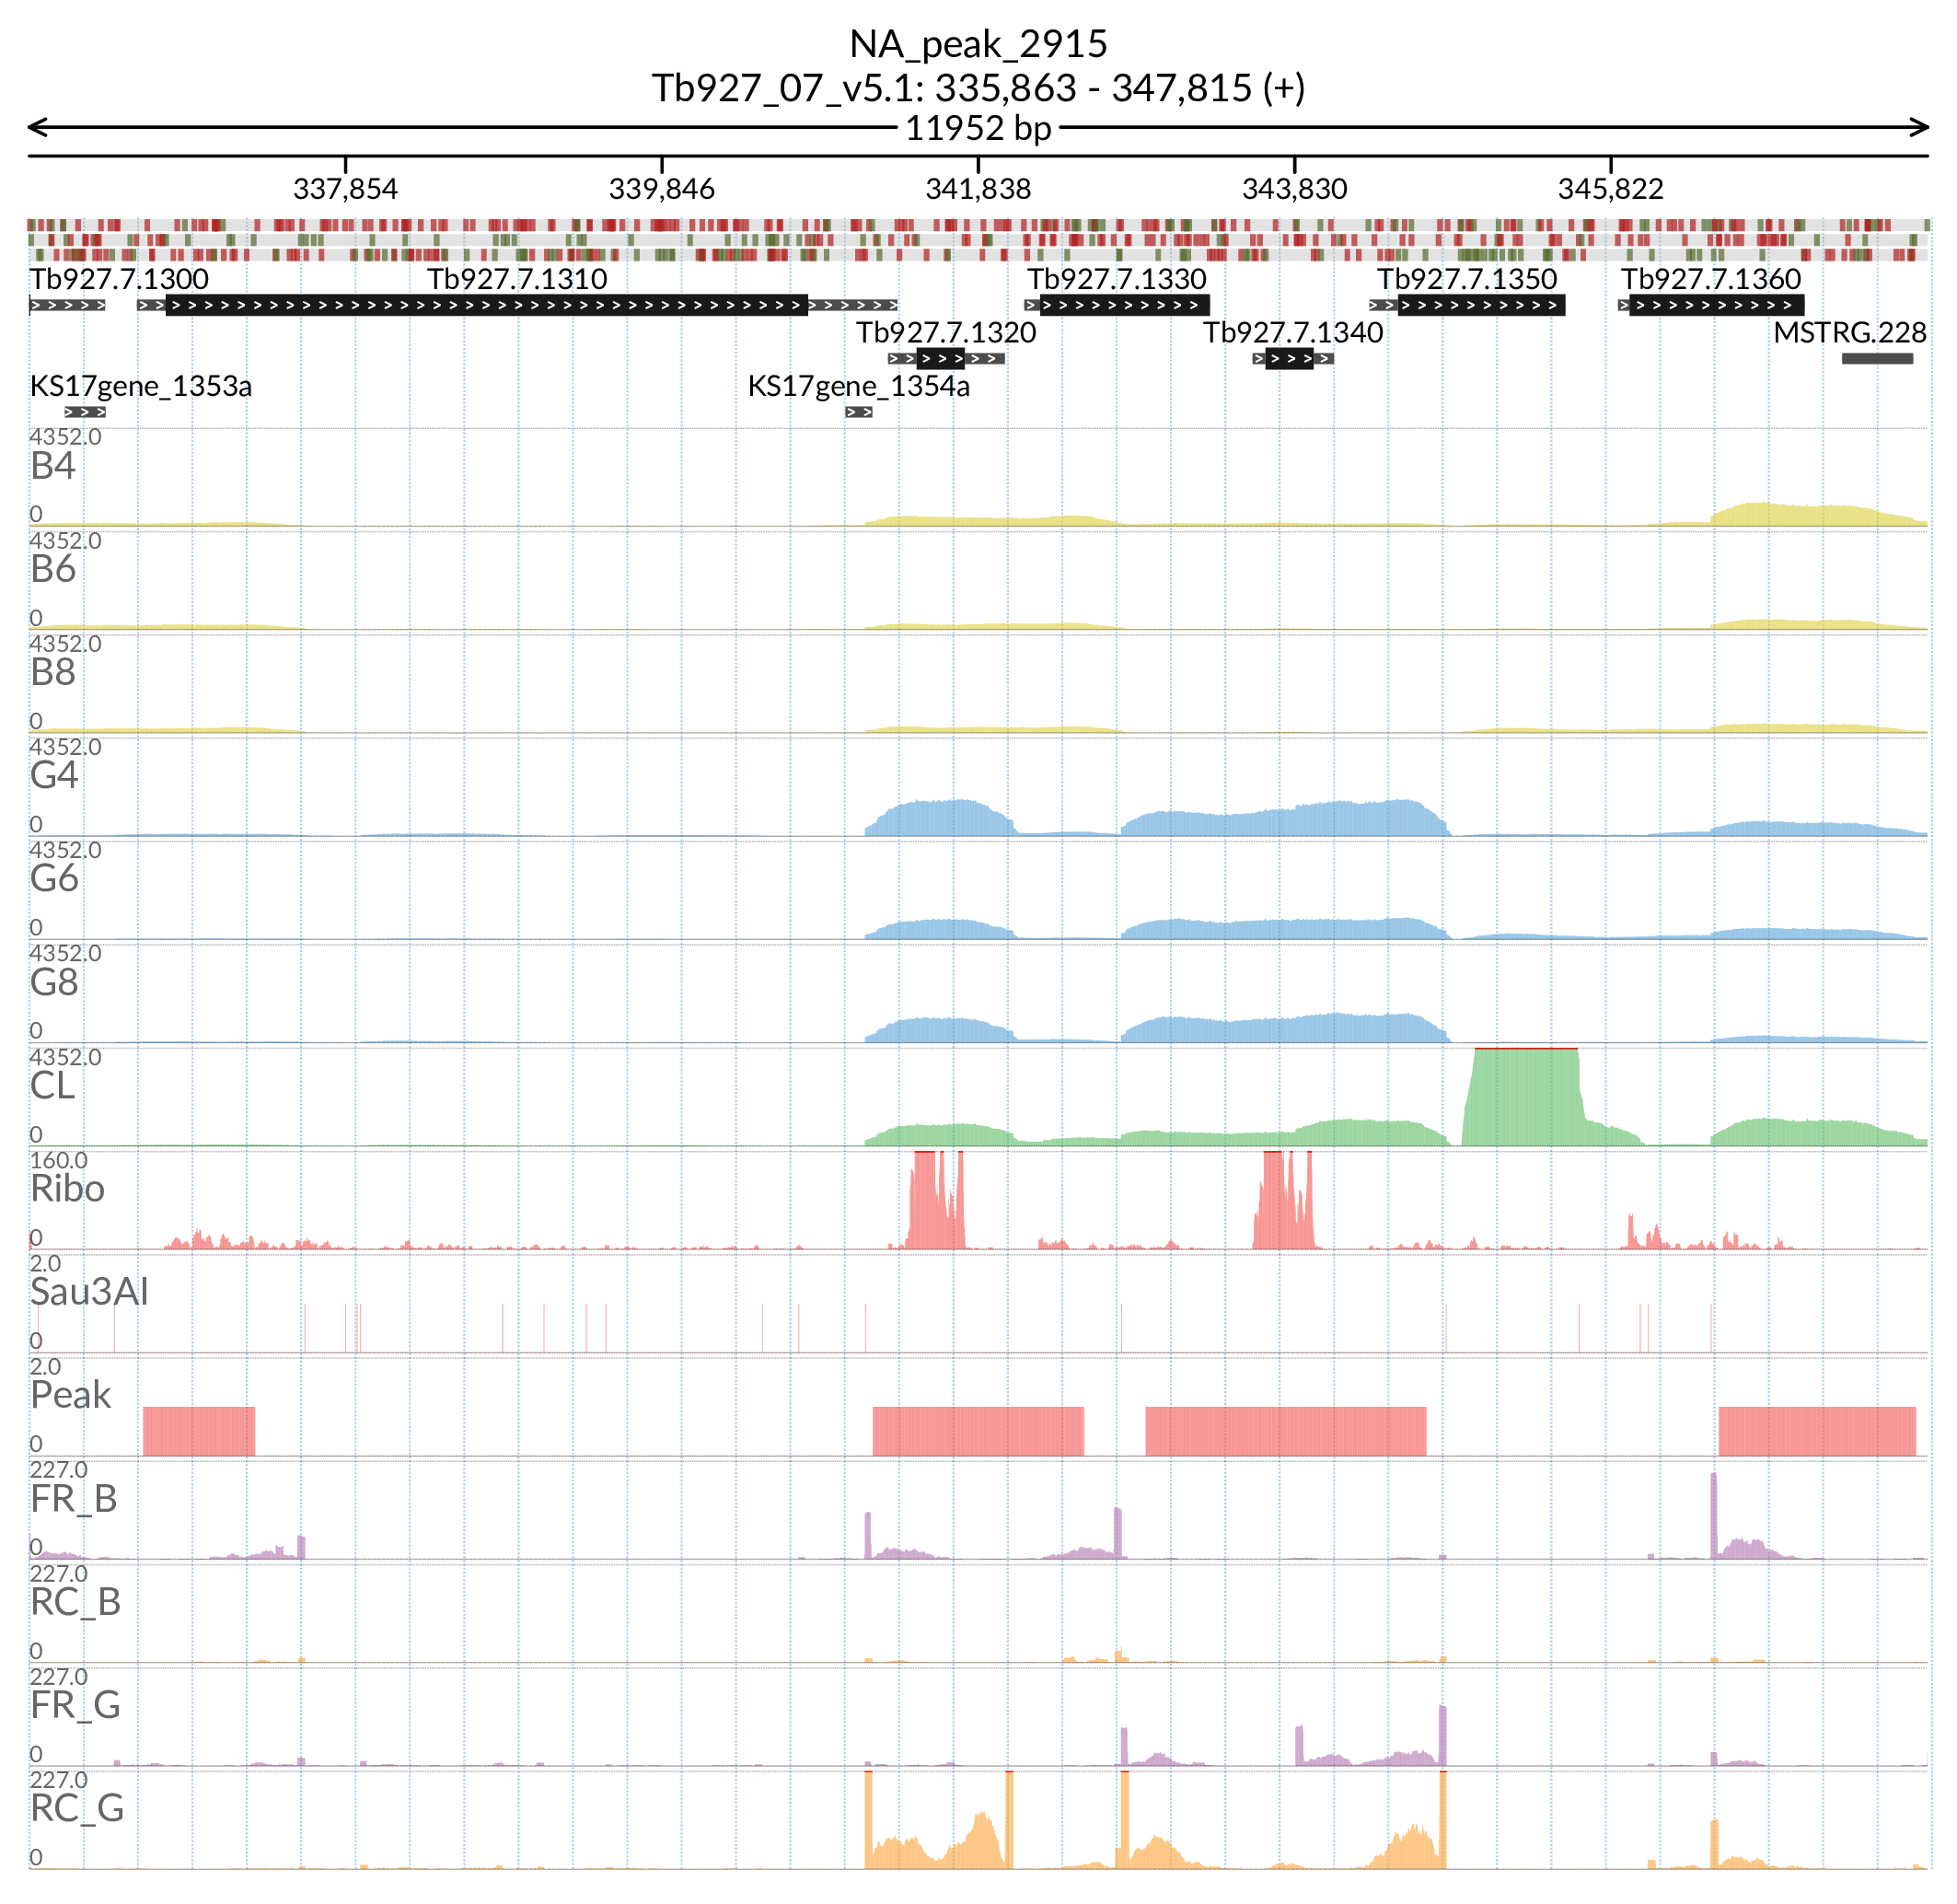 NA_peak_2915
Tb927_07_v5.1: 335,863 - 347,815 (+)
11952 bp
337,854 339,846 341,838 343,830 345,822
Tb927.7.1300 Tb927.7.1310 Tb927.7.1330 Tb927.7.1350 Tb927.7.1360
Tb927.7.1320 Tb927.7.1340 MSTRG.228
KS17gene_1353a KS17gene_1354a
4352.0
B4
0
4352.0
B6
0
4352.0
B8
0
4352.0
G4
0
4352.0
G6
0
4352.0
G8
0
4352.0
CL
0
160.0
Ribo
0
2.0
Sau3AI
0
2.0
Peak
0
227.0
FR_B
0
227.0
RC_B
0
227.0
FR_G
0
227.0
RC_G
0